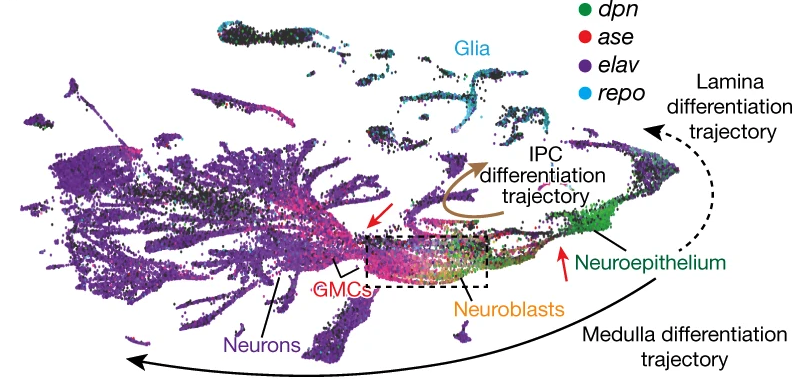 dpn
ase
elav
repo
Glia
Lamina
differentiation
trajectory
IPC
differentiation
trajectory
Neuroepithelium
GMCs
Neuroblasts
Neurons
Medulla differentiation
trajectory